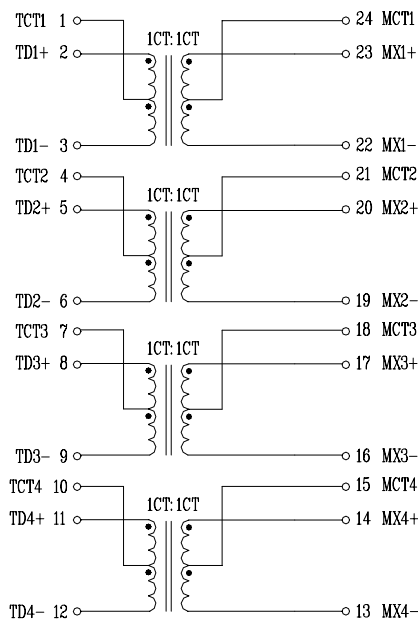 TCT1 1 24 MCT1
1CT:1CT
TD1+ 2 23 MX1+
TD1- 3 22 MX1-
TCT2 4 21 MCT2
1CT:1CT
TD2+ 5 20 MX2+
TD2- 6 19 MX2-
TCT3 7 18 MCT3
1CT:1CT
TD3+ 8 17 MX3+
TD3- 9 16 MX3-
TCT4 10 15 MCT4
1CT:1CT
TD4+ 11 14 MX4+
TD4- 12 13 MX4-